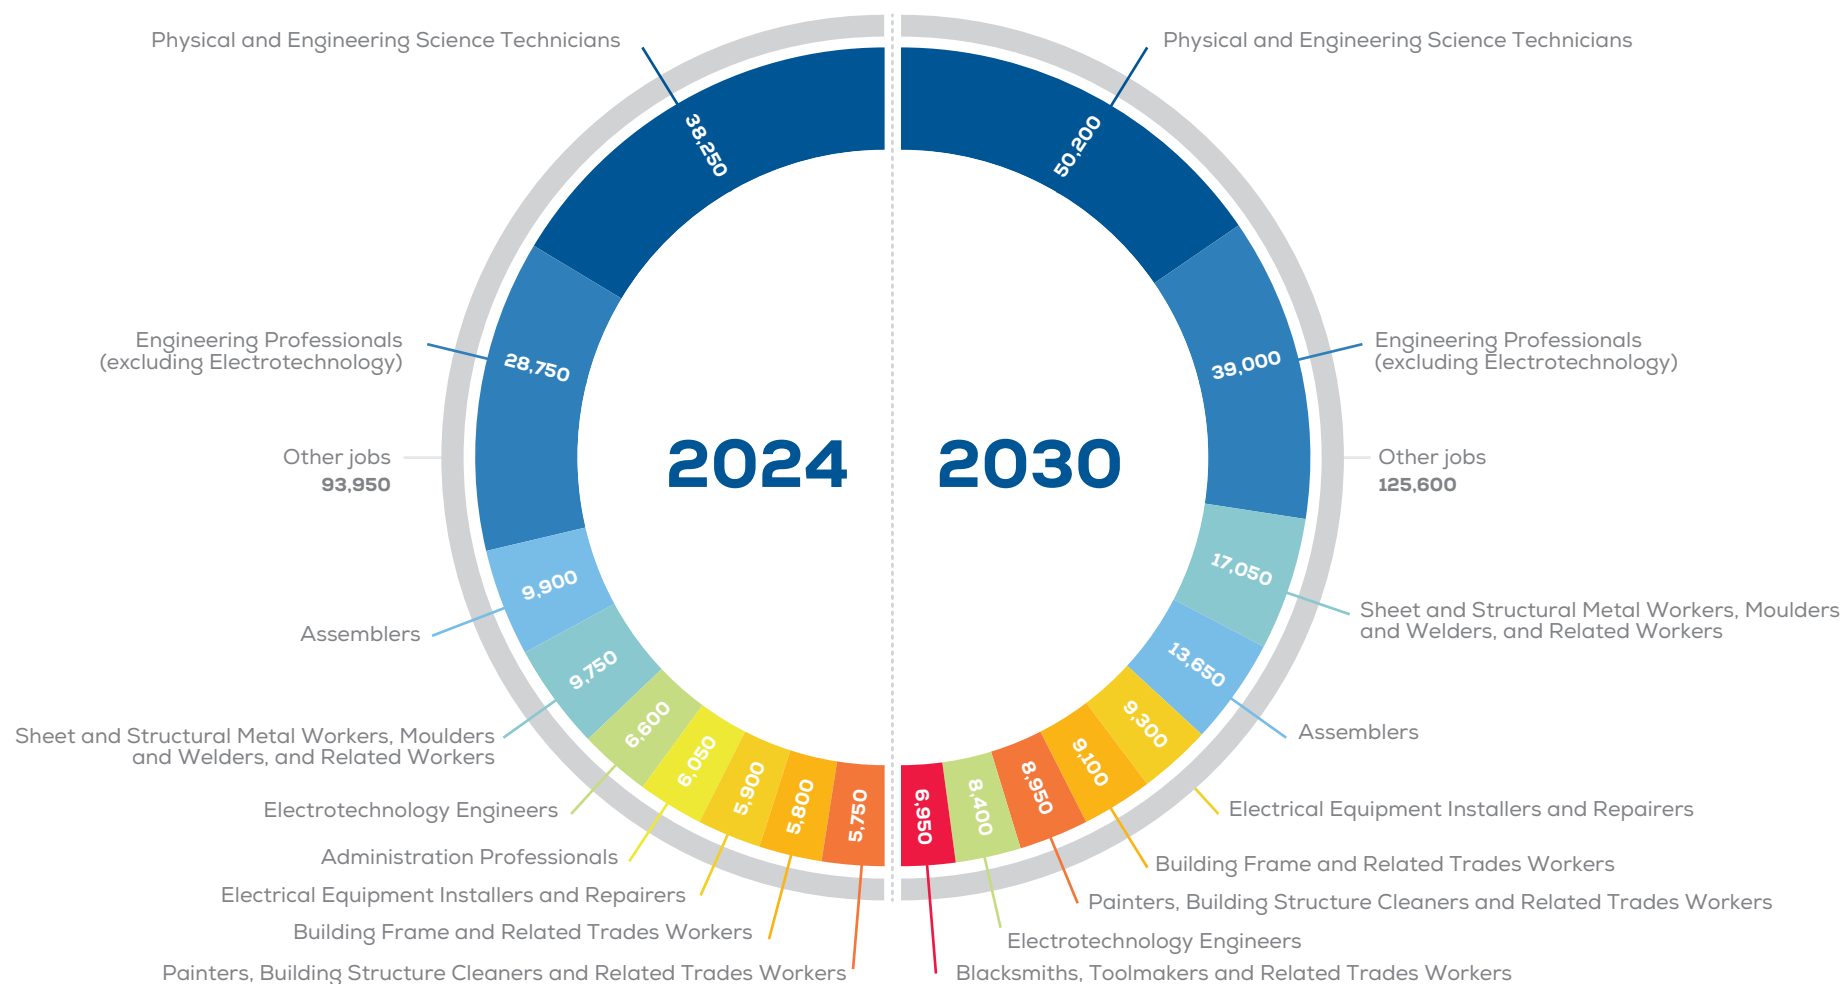 Physical and Engineering Science Technicians
38,250
Engineering Professionals
(excluding Electrotechnology)
28,750
Other jobs
93,950
2024
9,900
Assemblers
9,750
Sheet and Structural Metal Workers, Moulders
and Welders, and Related Workers
6,600
Electrotechnology Engineers
6,050
Administration Professionals
5,900
Electrical Equipment Installers and Repairers
5,800
Building Frame and Related Trades Workers
5,750
Painters, Building Structure Cleaners and Related Trades Workers
Physical and Engineering Science Technicians
50,200
Engineering Professionals
(excluding Electrotechnology)
39,000
Other jobs
125,600
2030
17,050
Sheet and Structural Metal Workers, Moulders
and Welders, and Related Workers
13,650
Assemblers
9,300
Electrical Equipment Installers and Repairers
9,100
Building Frame and Related Trades Workers
8,950
Painters, Building Structure Cleaners and Related Trades Workers
8,400
Electrotechnology Engineers
6,950
Blacksmiths, Toolmakers and Related Trades Workers